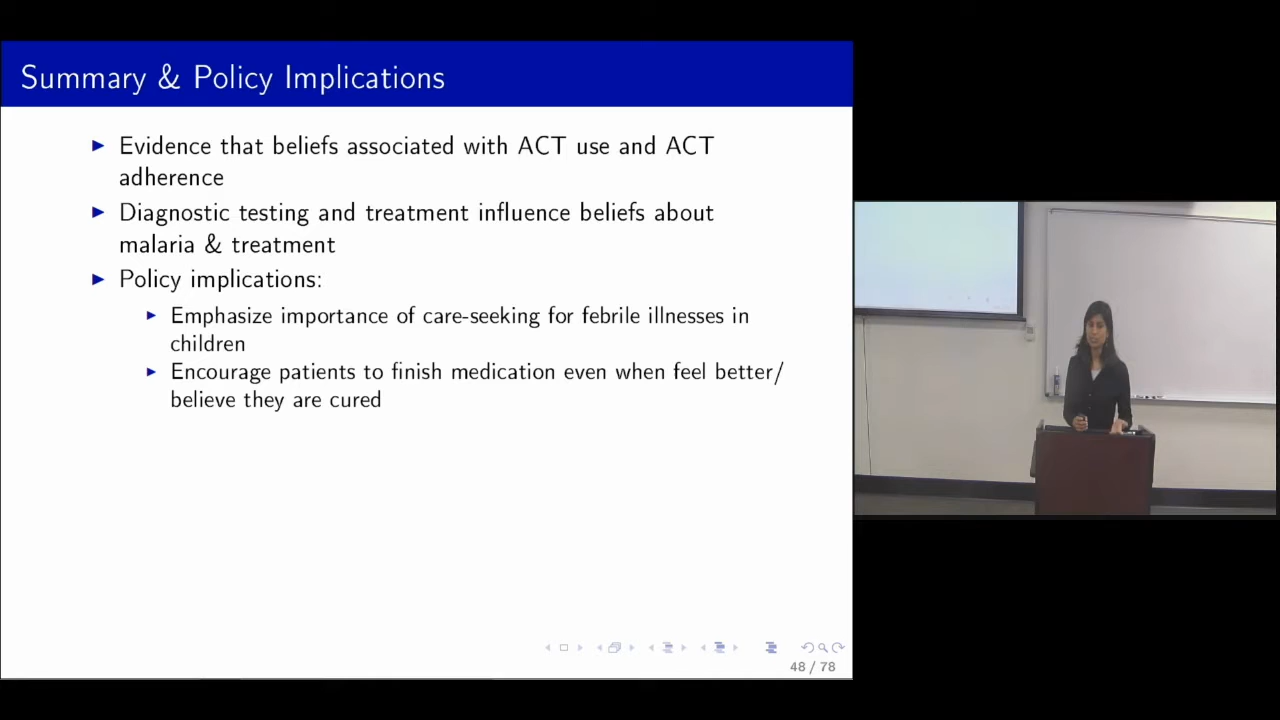 Summary & Policy Implications
▶ Evidence that beliefs associated with ACT use and ACT
adherence
▶ Diagnostic testing and treatment influence beliefs about
malaria & treatment
▶ Policy implications:
▶ Emphasize importance of care-seeking for febrile illnesses in
children
▶ Encourage patients to finish medication even when feel better/
believe they are cured
48 / 78